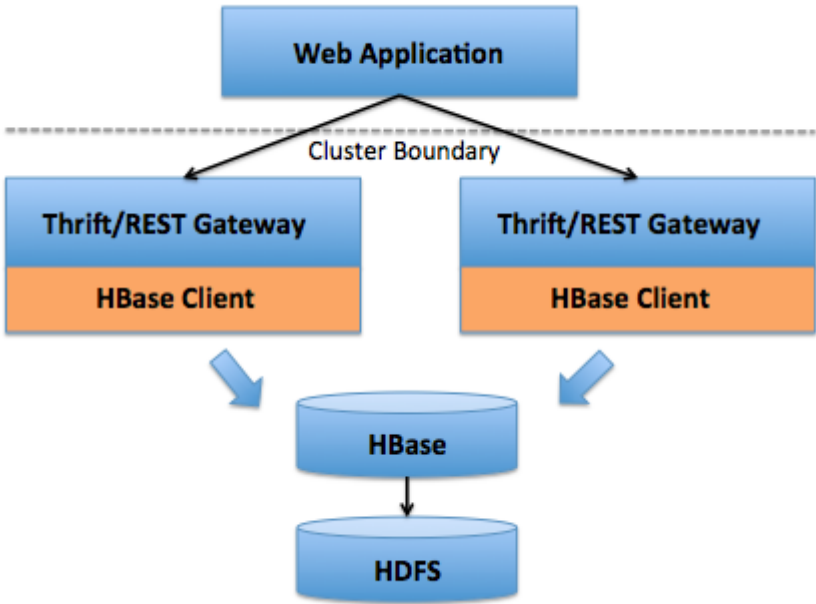 Web Application
Cluster Boundary
Thrift/REST Gateway
HBase Client
Thrift/REST Gateway
HBase Client
HBase
HDFS